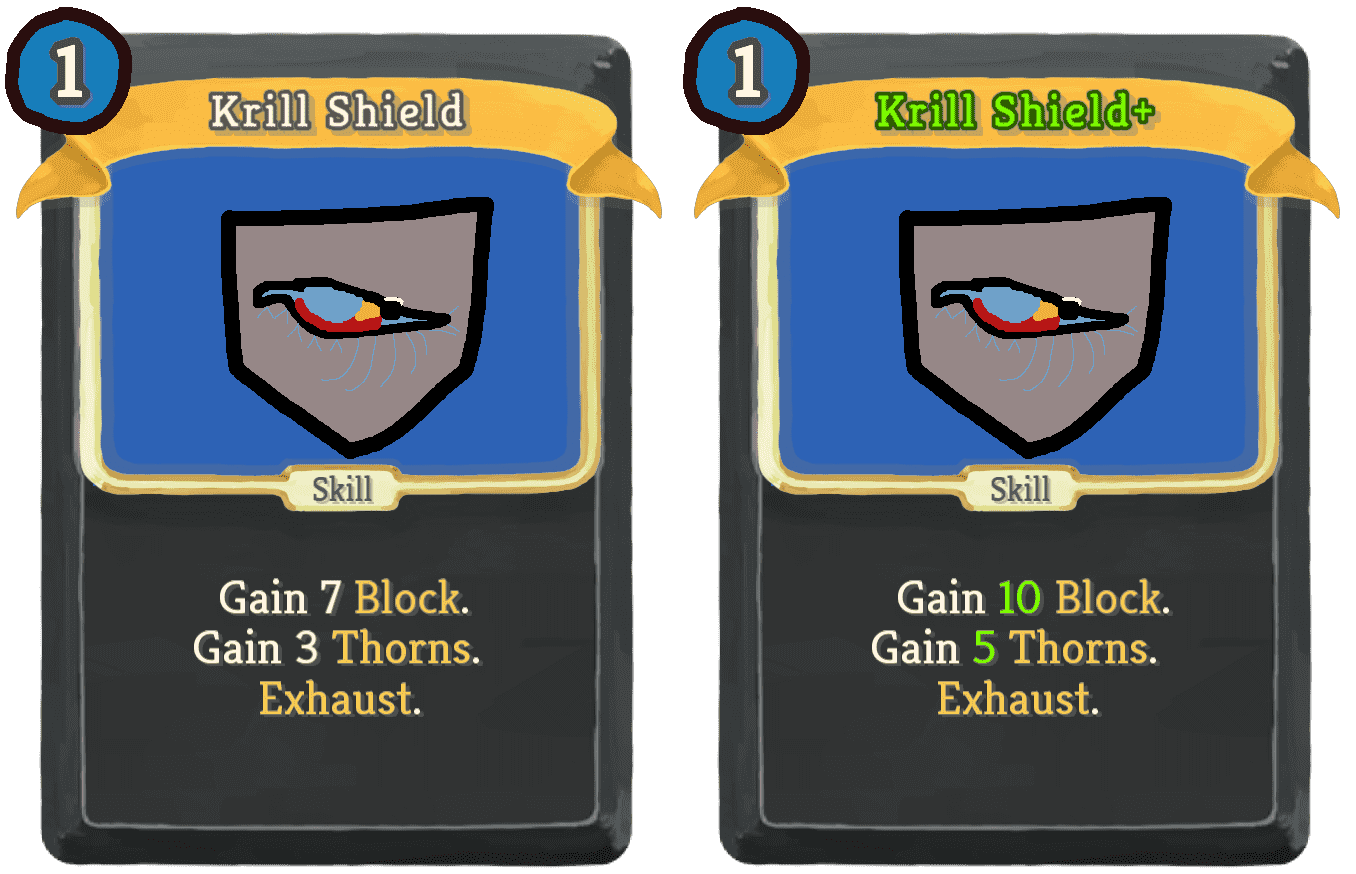 1
Krill Shield
Skill
Gain 7 Block.
Gain 3 Thorns.
Exhaust.
1
Krill Shield+
Skill
Gain 10 Block.
Gain 5 Thorns.
Exhaust.